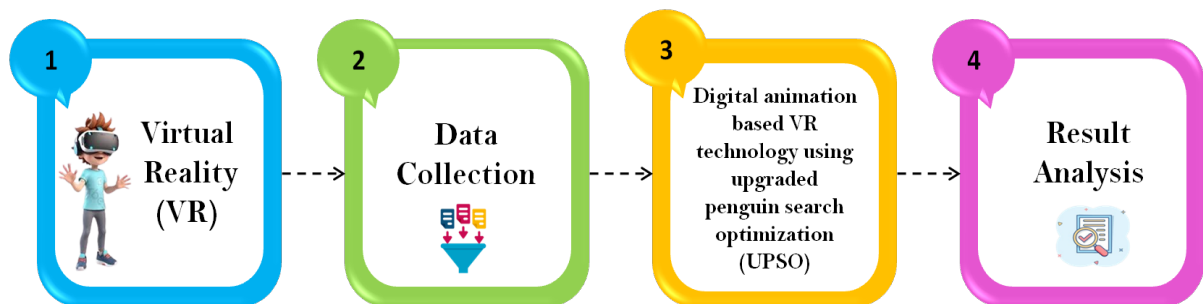 1
Virtual
Reality
(VR)
2
Data
Collection
3
Digital animation
based VR
technology using
upgraded
penguin search
optimization
(UPSO)
4
Result
Analysis